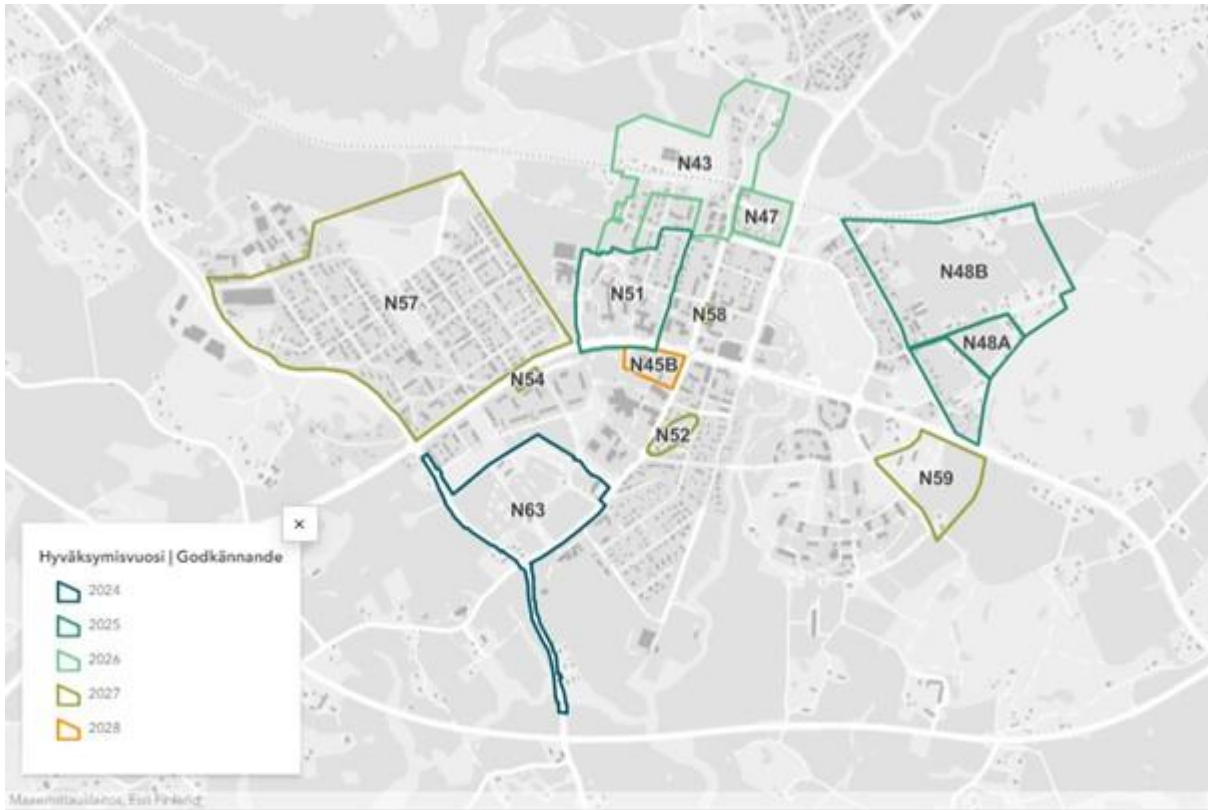 N43
N47
N48B
N51
N57
N58
N48A
N45B
N54
N52
N59
N63
×
Hyväksymisvuosi | Godkännande
2024
2025
2026
2027
2028
Maanmittauslaitos, Esri Finland